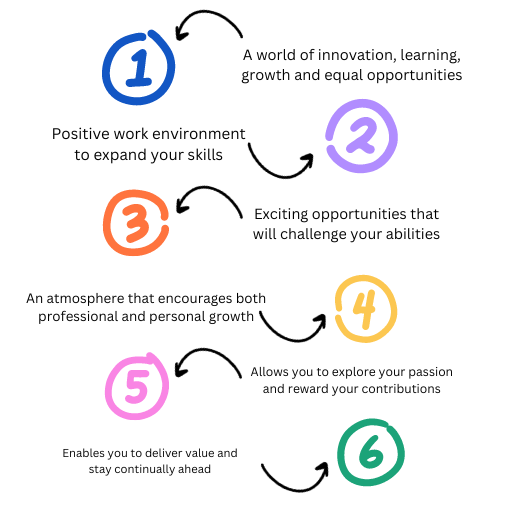 1
A world of innovation, learning,
growth and equal opportunities
2
Positive work environment
to expand your skills
3
Exciting opportunities that
will challenge your abilities
4
An atmosphere that encourages both
professional and personal growth
5
Allows you to explore your passion
and reward your contributions
6
Enables you to deliver value and
stay continually ahead